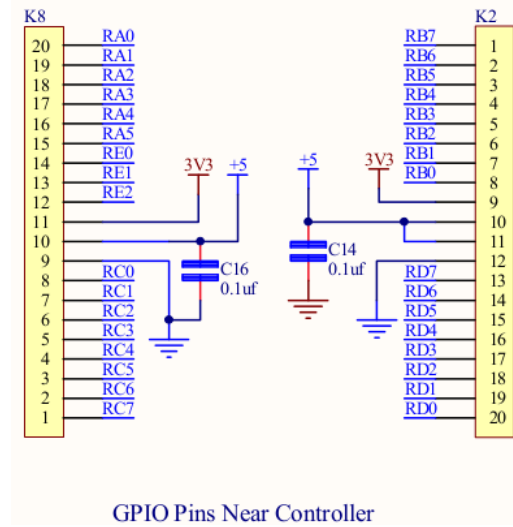 K8 K2
20 RA0 RB7 1
19 RA1 RB6 2
18 RA2 RB5 3
17 RA3 RB4 4
16 RA4 RB3 5
15 RA5 RB2 6
14 RE0 3V3 +5 +5 3V3 RB1 7
13 RE1 RB0 8
12 RE2 9
11 10
10 11
9 C16 C14 12
8 RC0 0.1uf 0.1uf RD7 13
7 RC1 RD6 14
6 RC2 RD5 15
5 RC3 RD4 16
4 RC4 RD3 17
3 RC5 RD2 18
2 RC6 RD1 19
1 RC7 RD0 20
GPIO Pins Near Controller